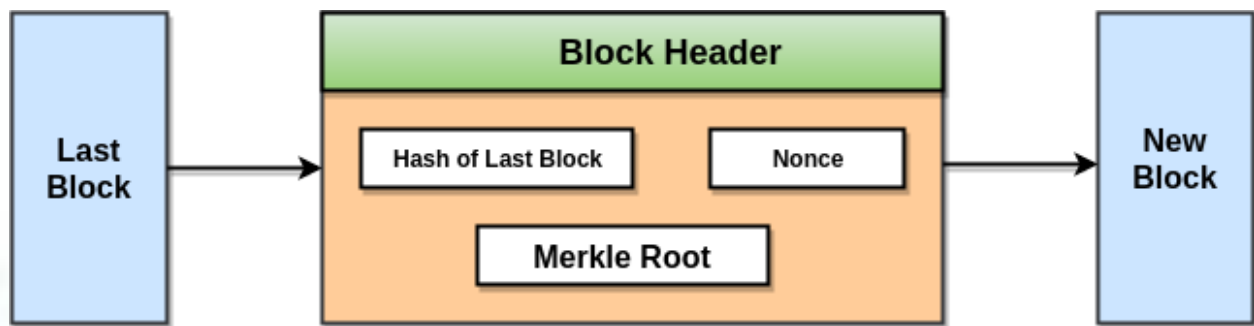 Block Header
Last
Block
Hash of Last Block
Nonce
Merkle Root
New
Block